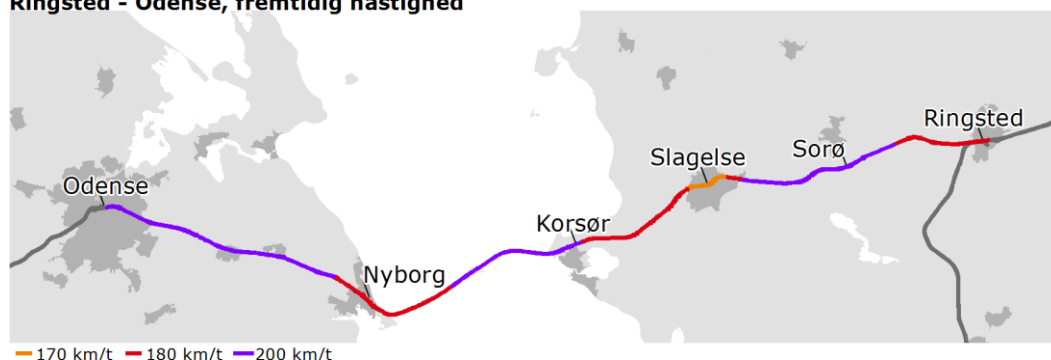 Ringsted - Odense, fremtidig hastighed
Ringsted
Sorø
Slagelse
Odense
Korsør
Nyborg
170 km/t 180 km/t 200 km/t